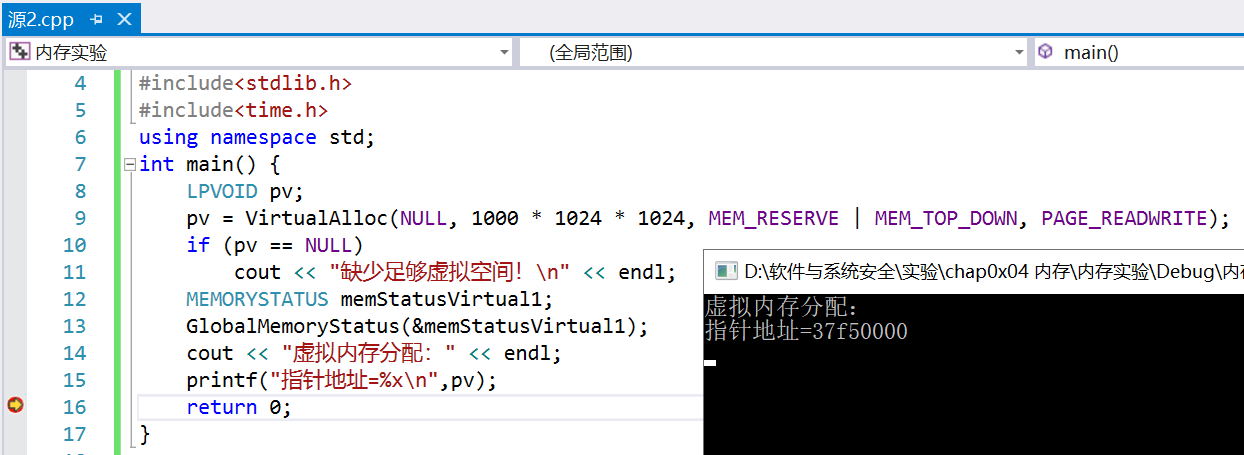 源2.cpp
内存实验 (全局范围) main()
4 #include<stdlib.h>
5 #include<time.h>
6 using namespace std;
7 int main() {
8 LPVOID pv;
9 pv = VirtualAlloc(NULL, 1000 * 1024 * 1024, MEM_RESERVE | MEM_TOP_DOWN, PAGE_READWRITE);
10 if (pv == NULL)
11 cout << "缺少足够虚拟空间！\n" << endl;
12 MEMORYSTATUS memStatusVirtual1;
13 GlobalMemoryStatus(&memStatusVirtual1);
14 cout << "虚拟内存分配：" << endl;
15 printf("指针地址=%x\n",pv);
16 return 0;
17 }
D:\软件与系统安全\实验\chap0x04 内存\内存实验\Debug\内存
虚拟内存分配：
指针地址=37f50000